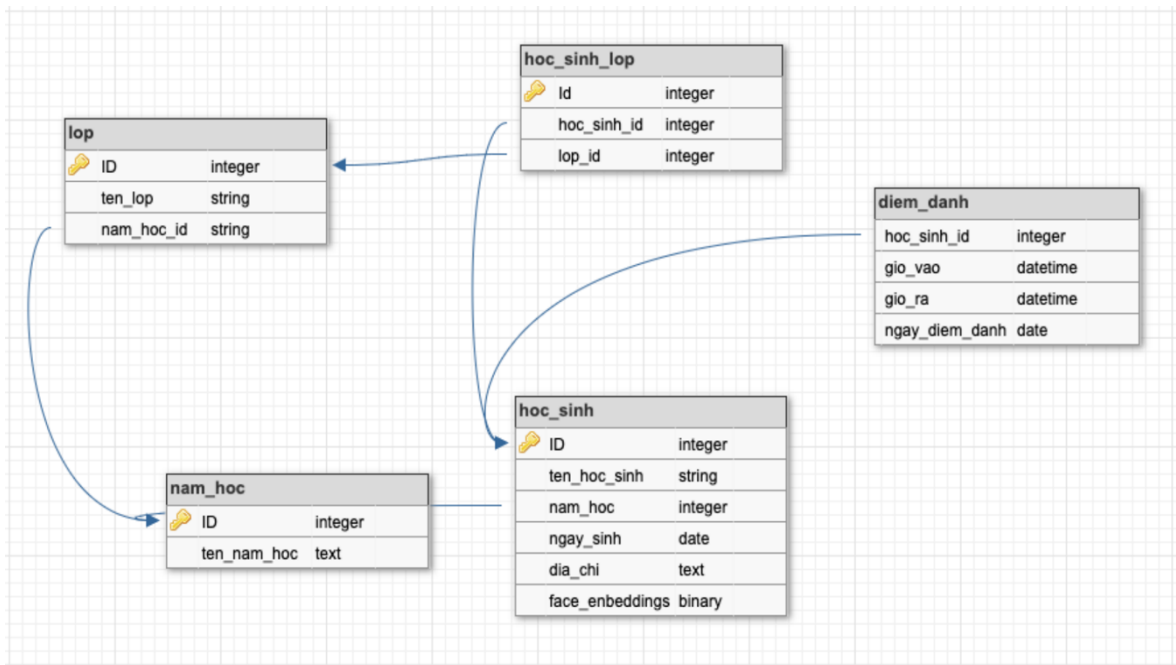 hoc_sinh_lop
Id integer
hoc_sinh_id integer
lop_id integer
lop
ID integer
ten_lop string
nam_hoc_id string
diem_danh
hoc_sinh_id integer
gio_vao datetime
gio_ra datetime
ngay_diem_danh date
hoc_sinh
ID integer
ten_hoc_sinh string
nam_hoc integer
ngay_sinh date
dia_chi text
face_enbeddings binary
nam_hoc
ID integer
ten_nam_hoc text